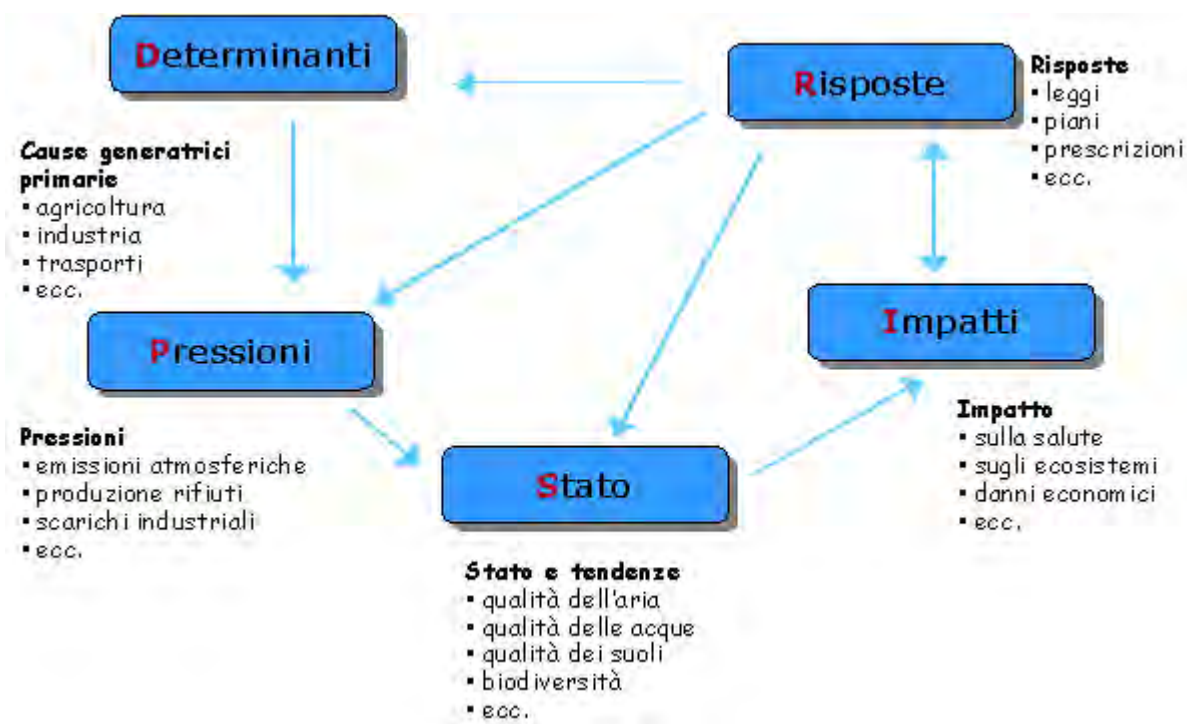 Determinanti
Risposte
Risposte
▪ leggi
▪ piani
▪ prescrizioni
▪ ecc.
Cause generatrici
primarie
▪ agricoltura
▪ industria
▪ trasporti
▪ ecc.
Pressioni
Impatti
Pressioni
▪ emissioni atmosferiche
▪ produzione rifiuti
▪ scarichi industriali
▪ ecc.
Stato
Impatto
▪ sulla salute
▪ sugli ecosistemi
▪ danni economici
▪ ecc.
Stato e tendenze
▪ qualità dell'aria
▪ qualità delle acque
▪ qualità dei suoli
▪ biodiversità
▪ ecc.